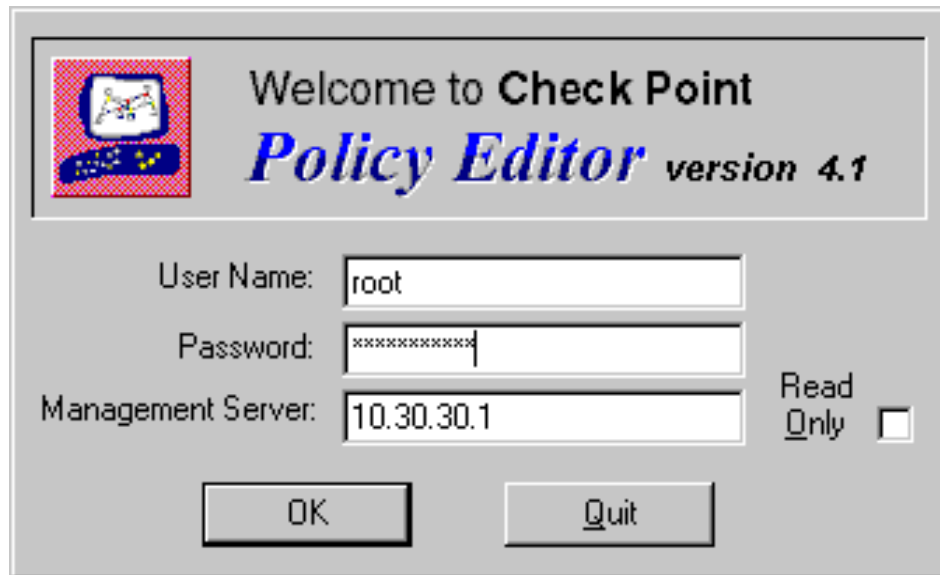 Welcome to Check Point
Policy Editor version 4.1
User Name: root
Password: ***********
Management Server: 10.30.30.1
Read
Only
OK Quit